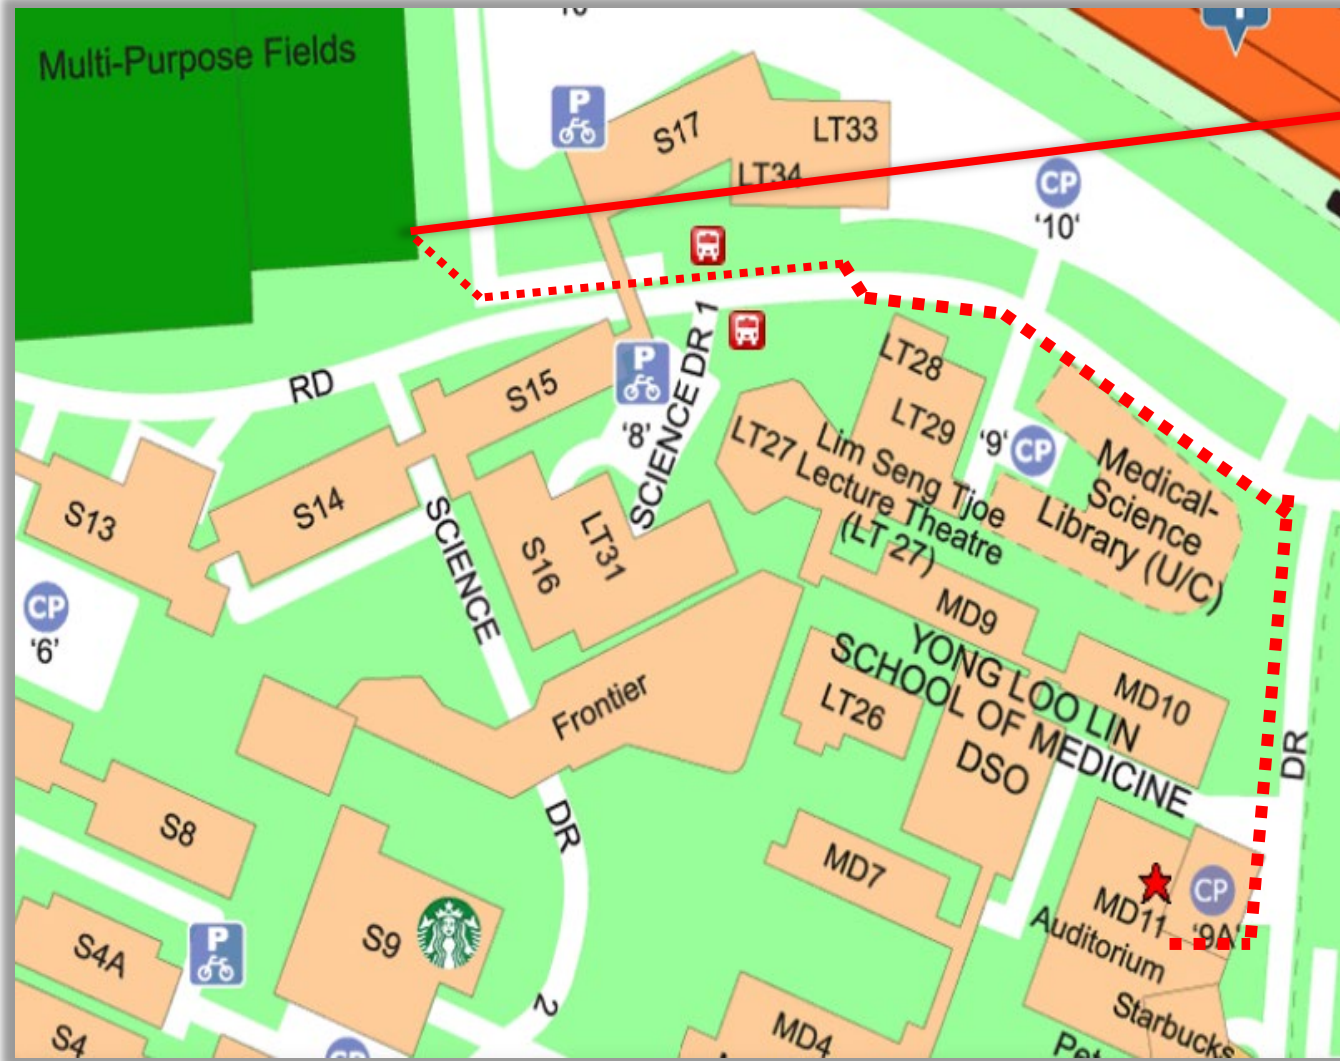 Multi-Purpose Fields
P
S17
LT33
LT34
CP
'10'
RD
S15
P
'8'
SCIENCE DR 1
LT28
LT29
'9'
CP
LT27
Lim Seng Tjoe
Lecture Theatre
(LT 27)
Medical-
Science
Library (U/C)
S13
S14
SCIENCE
S16
LT31
CP
'6'
MD9
YONG LOO LIN
SCHOOL OF MEDICINE
MD10
LT26
Frontier
DSO
DR
S8
DR
MD7
MD11
Auditorium
CP
'9A'
S4A
P
S9
2
Starbucks
S4
MD4
CP